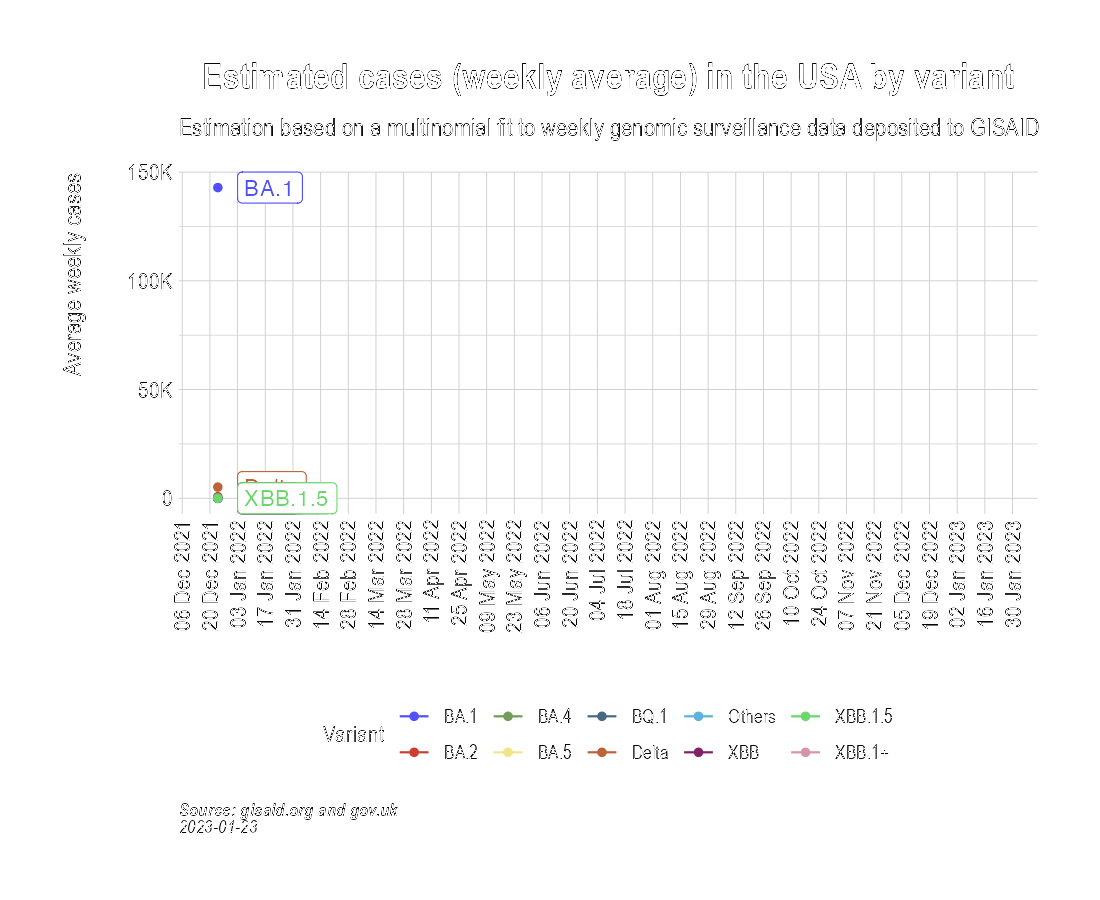 Estimated cases (weekly average) in the USA by variant
Estimation based on a multinomial fit to weekly genomic surveillance data deposited to GISAID
Average weekly cases
150K
100K
50K
0
BA.1
XBB.1.5
06 Dec 2021
20 Dec 2021
03 Jan 2022
17 Jan 2022
31 Jan 2022
14 Feb 2022
28 Feb 2022
14 Mar 2022
28 Mar 2022
11 Apr 2022
25 Apr 2022
09 May 2022
23 May 2022
06 Jun 2022
20 Jun 2022
04 Jul 2022
18 Jul 2022
01 Aug 2022
15 Aug 2022
29 Aug 2022
12 Sep 2022
26 Sep 2022
10 Oct 2022
24 Oct 2022
07 Nov 2022
21 Nov 2022
05 Dec 2022
19 Dec 2022
02 Jan 2023
16 Jan 2023
30 Jan 2023
Variant
BA.1 BA.4 BQ.1 Others XBB.1.5
BA.2 BA.5 Delta XBB XBB.1+
Source: gisaid.org and gov.uk
2023-01-23